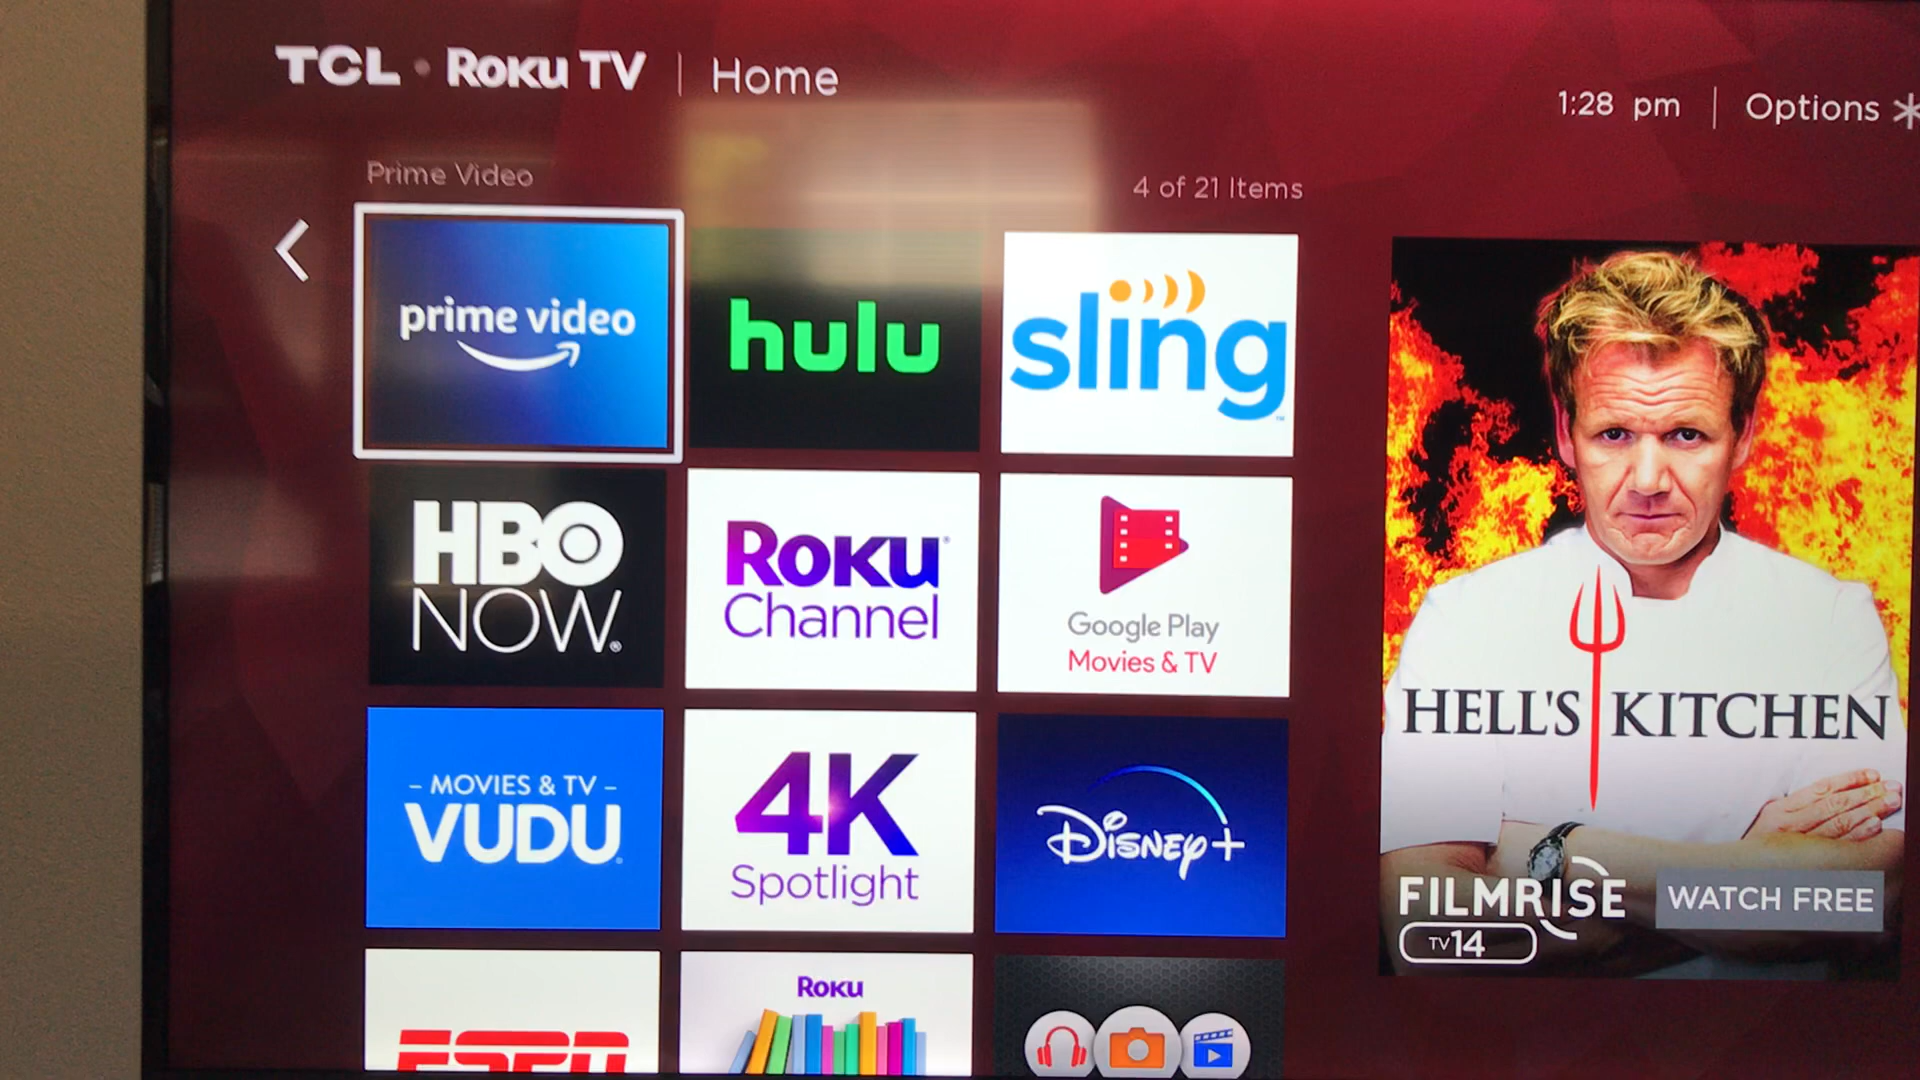 TCL • Roku TV | Home
1:28 pm | Options
Prime Video
4 of 21 Items
prime video
hulu
sling
™
HBO
NOW®
Roku®
Channel
Google Play
Movies & TV
- MOVIES & TV -
VUDU
4K
Spotlight
Disney+
ESPN
Roku
HELL'S KITCHEN
FILMRISE
WATCH FREE
TV14